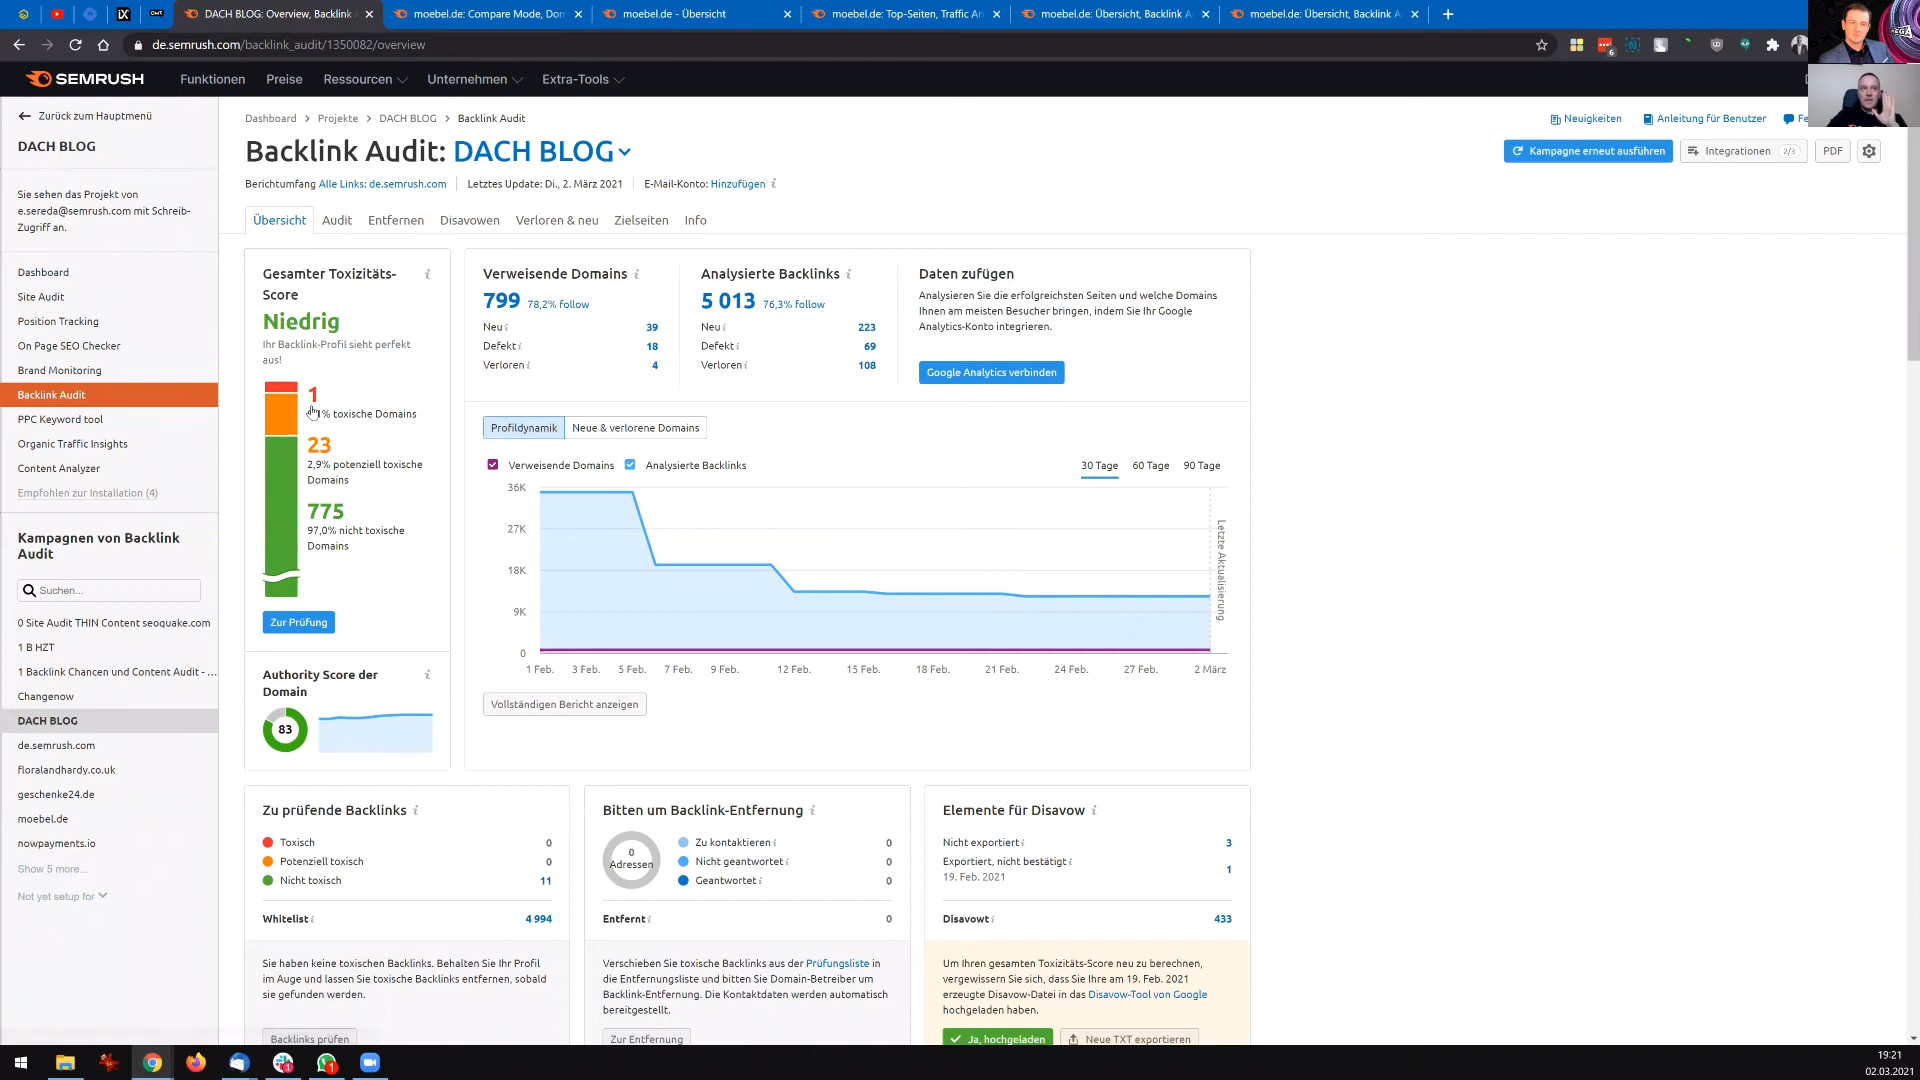 DACH BLOG: Overview, Backlink
moebel.de: Compare Mode, Dom
moebel.de - Übersicht
moebel.de: Top-Seiten, Traffic An
moebel.de: Übersicht, Backlink A
moebel.de: Übersicht, Backlink A
de.semrush.com/backlink_audit/1350082/overview
SEMRUSH
Funktionen
Preise
Ressourcen
Unternehmen
Extra-Tools
Zurück zum Hauptmenü
DACH BLOG
Sie sehen das Projekt von
e.sereda@semrush.com mit Schreib-
Zugriff an.
Dashboard
Site Audit
Position Tracking
On Page SEO Checker
Brand Monitoring
Backlink Audit
PPC Keyword tool
Organic Traffic Insights
Content Analyzer
Empfohlen zur Installation (4)
Kampagnen von Backlink
Audit
Suchen...
0 Site Audit THIN Content seoquake.com
1 B HZT
1 Backlink Chancen und Content Audit - ...
Changenow
DACH BLOG
de.semrush.com
floralandhardy.co.uk
geschenke24.de
moebel.de
nowpayments.io
Show 5 more...
Not yet setup for
Dashboard > Projekte > DACH BLOG > Backlink Audit
Neuigkeiten
Anleitung für Benutzer
Backlink Audit: DACH BLOG
Kampagne erneut ausführen
Integrationen 2/3
PDF
Berichtumfang Alle Links: de.semrush.com
Letztes Update: Di., 2. März 2021
E-Mail-Konto: Hinzufügen
Übersicht
Audit
Entfernen
Disavowen
Verloren & neu
Zielseiten
Info
Gesamter Toxizitäts-
Score
Niedrig
Ihr Backlink-Profil sieht perfekt
aus!
1
1% toxische Domains
23
2,9% potenziell toxische
Domains
775
97,0% nicht toxische
Domains
Zur Prüfung
Authority Score der
Domain
83
Verweisende Domains
799 78,2% follow
Neu 39
Defekt 18
Verloren 4
Analysierte Backlinks
5 013 76,3% follow
Neu 223
Defekt 69
Verloren 108
Daten zufügen
Analysieren Sie die erfolgreichsten Seiten und welche Domains
Ihnen am meisten Besucher bringen, indem Sie Ihr Google
Analytics-Konto integrieren.
Google Analytics verbinden
Profildynamik
Neue & verlorene Domains
Verweisende Domains
Analysierte Backlinks
30 Tage
60 Tage
90 Tage
36K
27K
18K
9K
0
Letzte Aktualisierung
1 Feb.
3 Feb.
5 Feb.
7 Feb.
9 Feb.
12 Feb.
15 Feb.
18 Feb.
21 Feb.
24 Feb.
27 Feb.
2 März
Vollständigen Bericht anzeigen
Zu prüfende Backlinks
Toxisch 0
Potenziell toxisch 0
Nicht toxisch 11
Whitelist 4 994
Sie haben keine toxischen Backlinks. Behalten Sie Ihr Profil
im Auge und lassen Sie toxische Backlinks entfernen, sobald
sie gefunden werden.
Backlinks prüfen
Bitten um Backlink-Entfernung
0
Adressen
Zu kontaktieren 0
Nicht geantwortet 0
Geantwortet 0
Entfernt 0
Verschieben Sie toxische Backlinks aus der Prüfungsliste in
die Entfernungsliste und bitten Sie Domain-Betreiber um
Backlink-Entfernung. Die Kontaktdaten werden automatisch
bereitgestellt.
Zur Entfernung
Elemente für Disavow
Nicht exportiert 3
Exportiert, nicht bestätigt 1
19. Feb. 2021
Disavowt 433
Um Ihren gesamten Toxizitäts-Score neu zu berechnen,
vergewissern Sie sich, dass Sie Ihre am 19. Feb. 2021
erzeugte Disavow-Datei in das Disavow-Tool von Google
hochgeladen haben.
Ja, hochgeladen
Neue TXT exportieren
19:21
02.03.2021